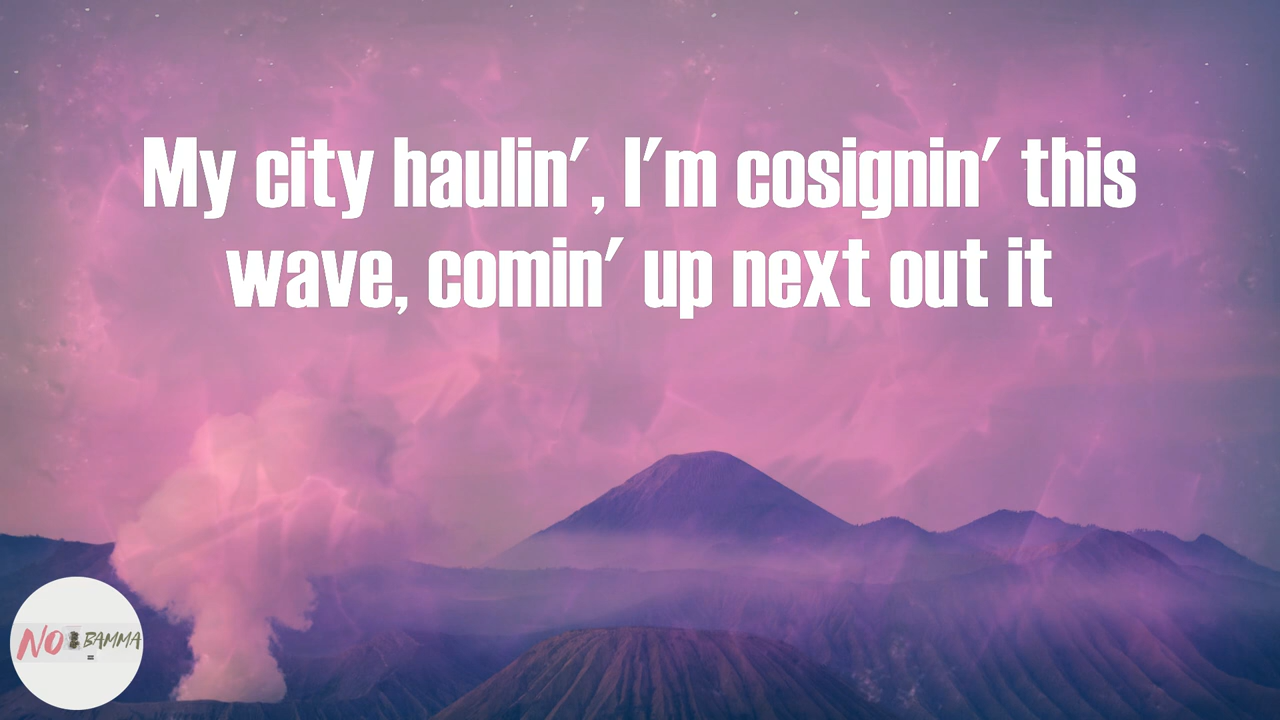 My city haulin', I'm cosignin' this
wave, comin' up next out it
NO BAMMA